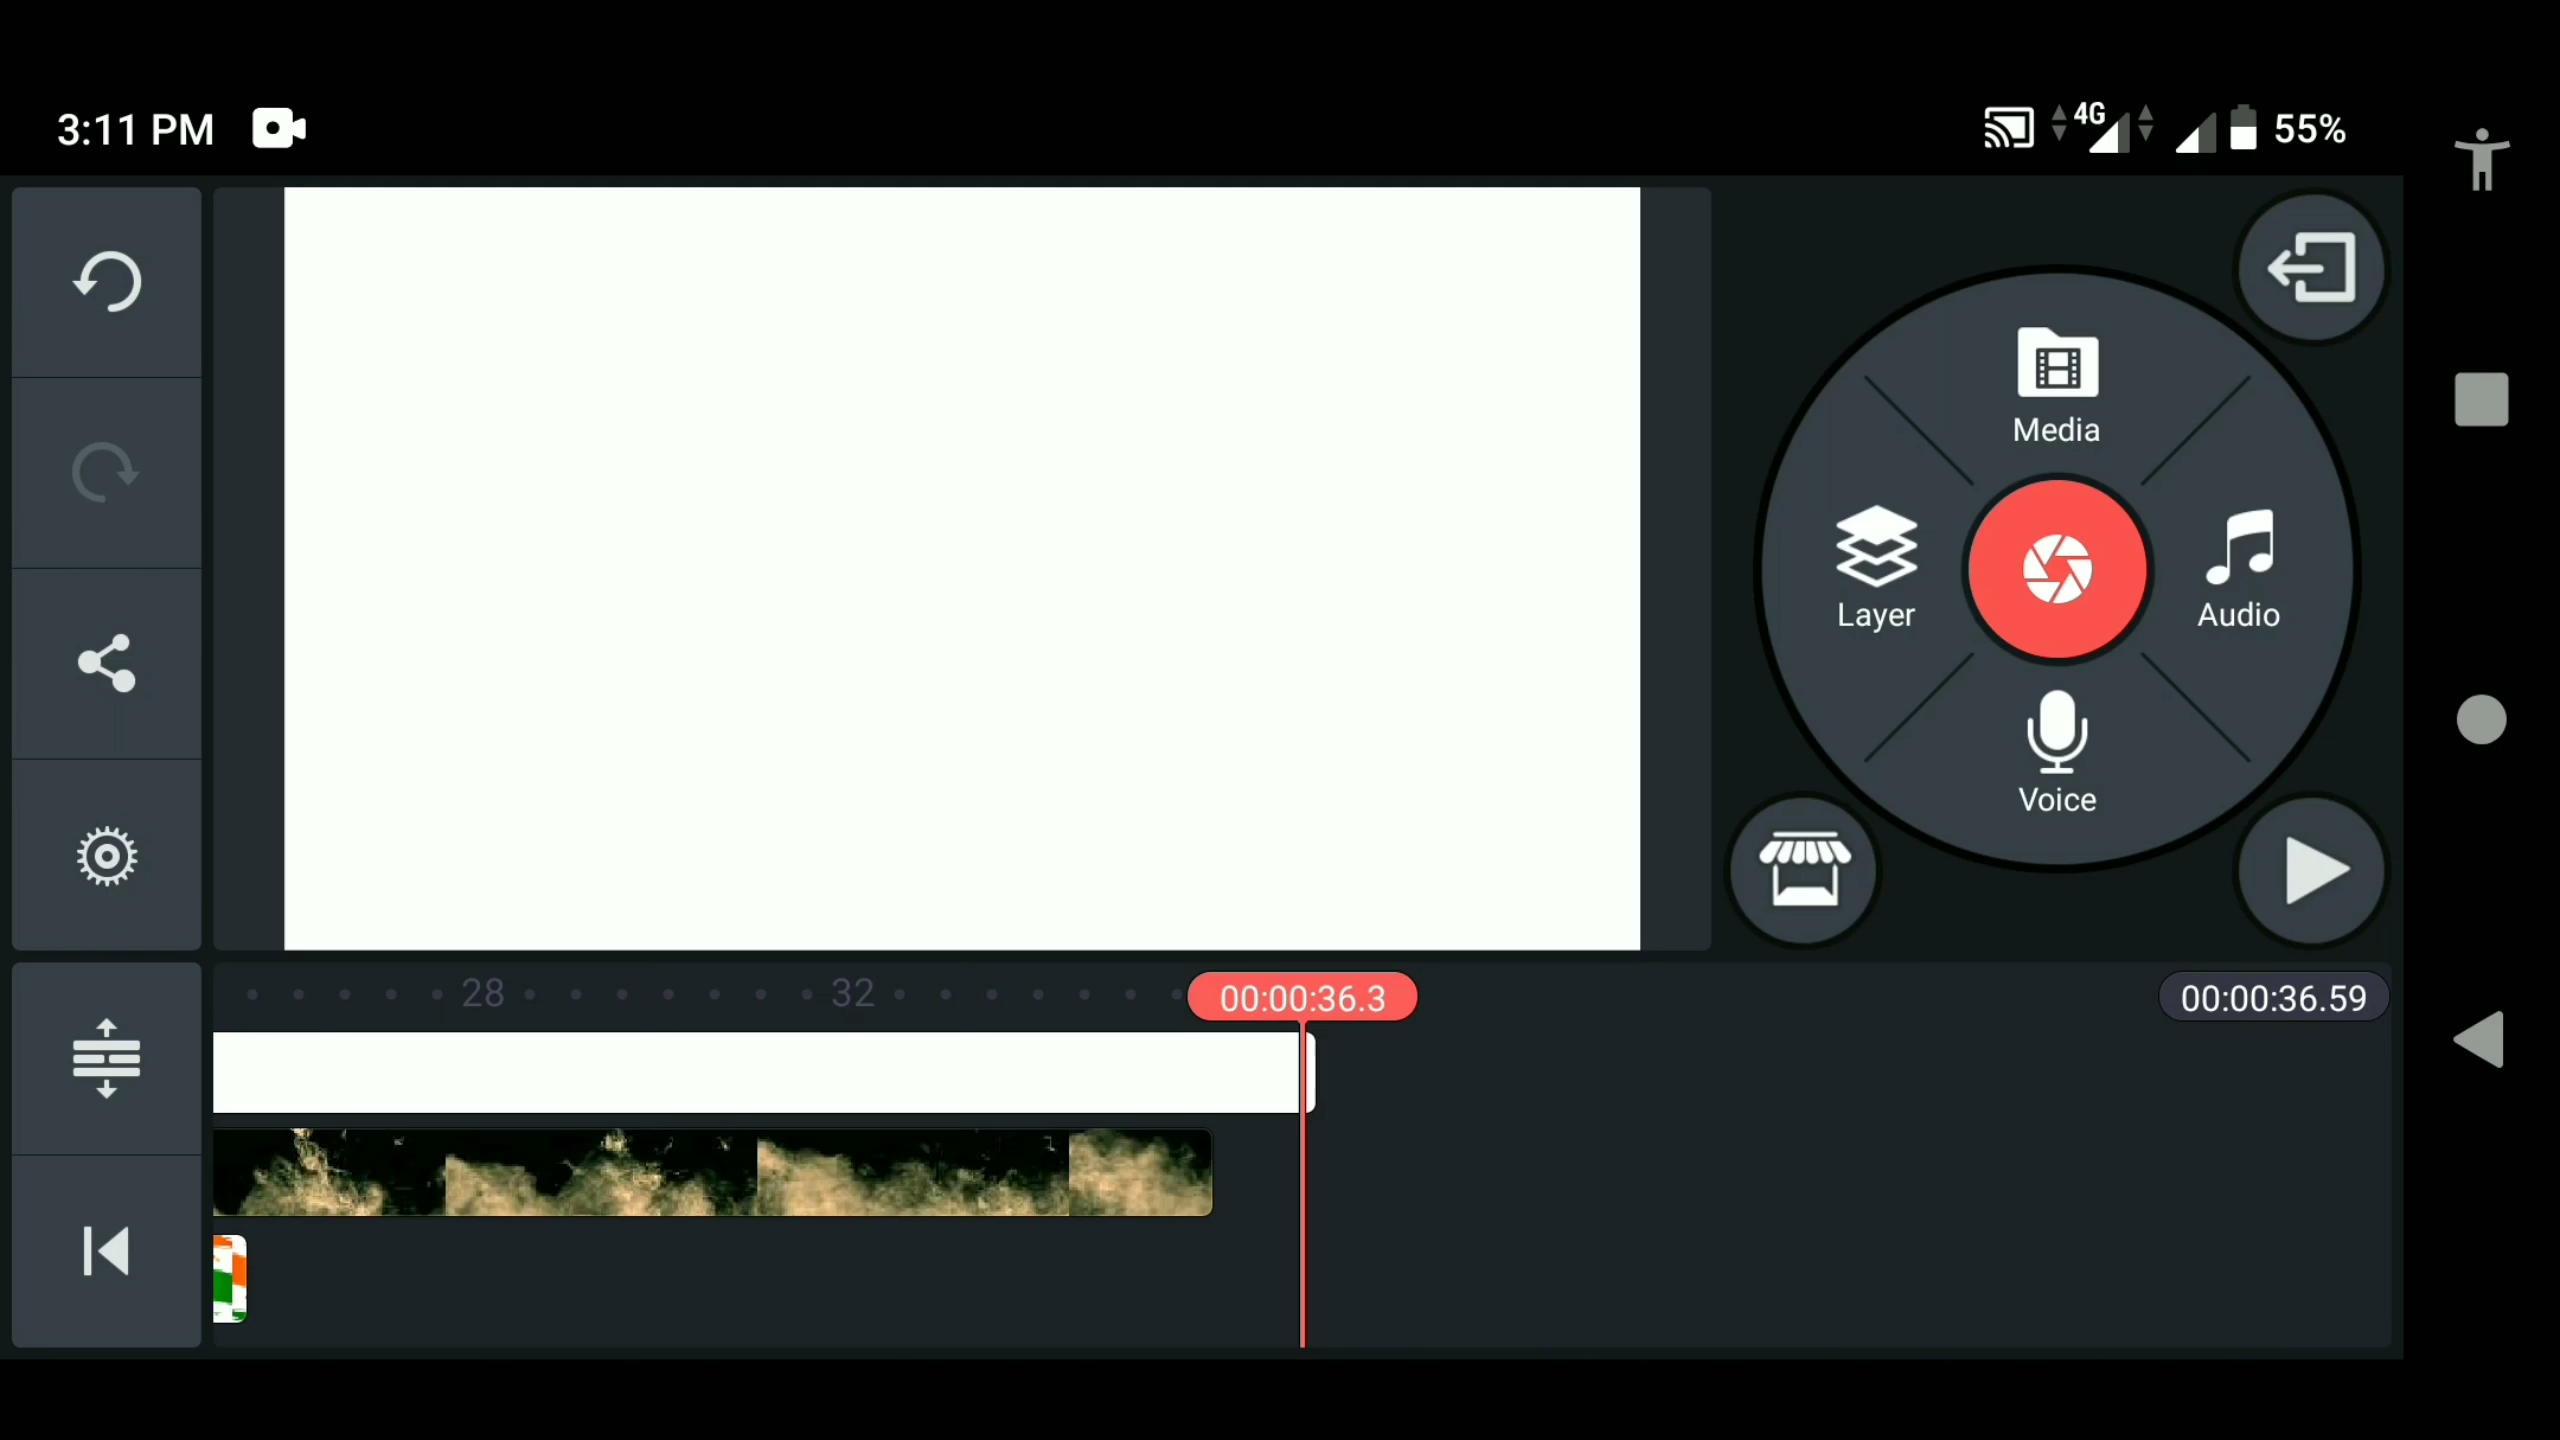 3:11 PM
4G
55%
Media
Layer
Audio
Voice
28
32
00:00:36.3
00:00:36.59